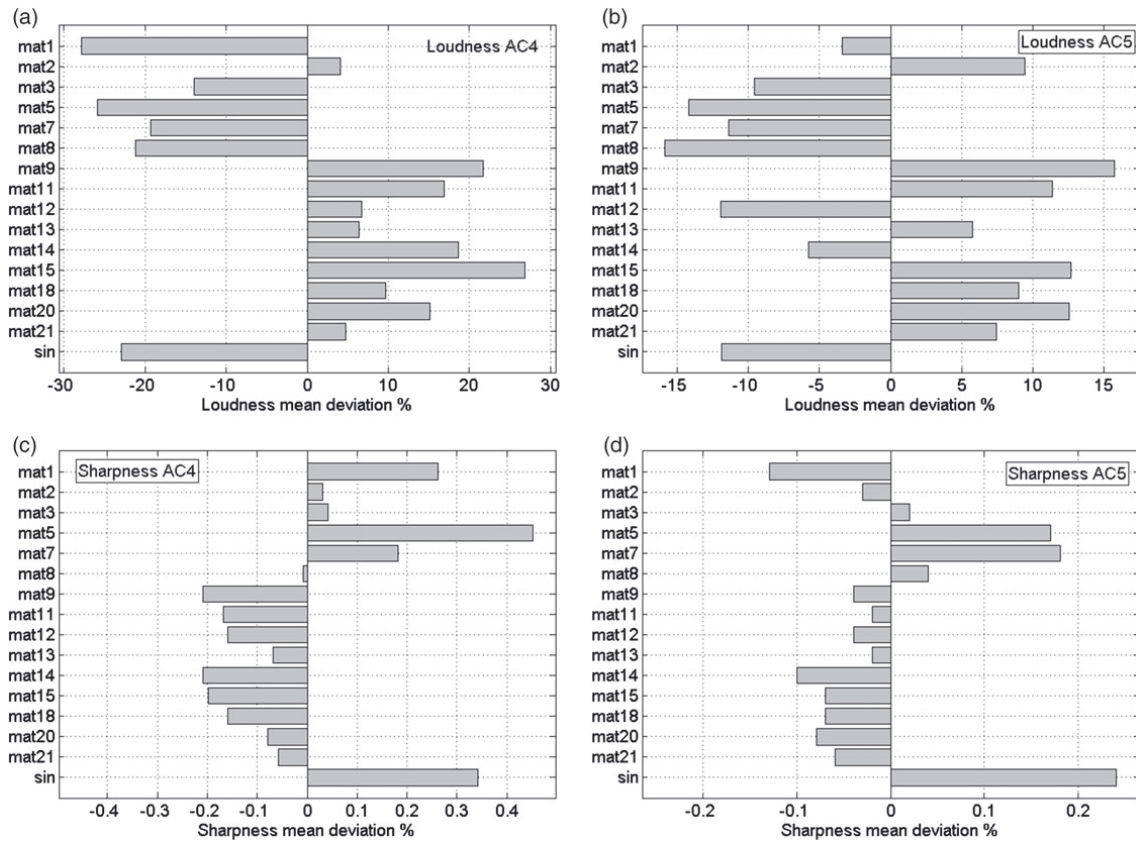 (a)
Loudness AC4
mat1
mat2
mat3
mat5
mat7
mat8
mat9
mat11
mat12
mat13
mat14
mat15
mat18
mat20
mat21
sin
-30 -20 -10 0 10 20 30
Loudness mean deviation %
(b)
Loudness AC5
mat1
mat2
mat3
mat5
mat7
mat8
mat9
mat11
mat12
mat13
mat14
mat15
mat18
mat20
mat21
sin
-15 -10 -5 0 5 10 15
Loudness mean deviation %
(c)
Sharpness AC4
mat1
mat2
mat3
mat5
mat7
mat8
mat9
mat11
mat12
mat13
mat14
mat15
mat18
mat20
mat21
sin
-0.4 -0.3 -0.2 -0.1 0 0.1 0.2 0.3 0.4
Sharpness mean deviation %
(d)
Sharpness AC5
mat1
mat2
mat3
mat5
mat7
mat8
mat9
mat11
mat12
mat13
mat14
mat15
mat18
mat20
mat21
sin
-0.2 -0.1 0 0.1 0.2
Sharpness mean deviation %